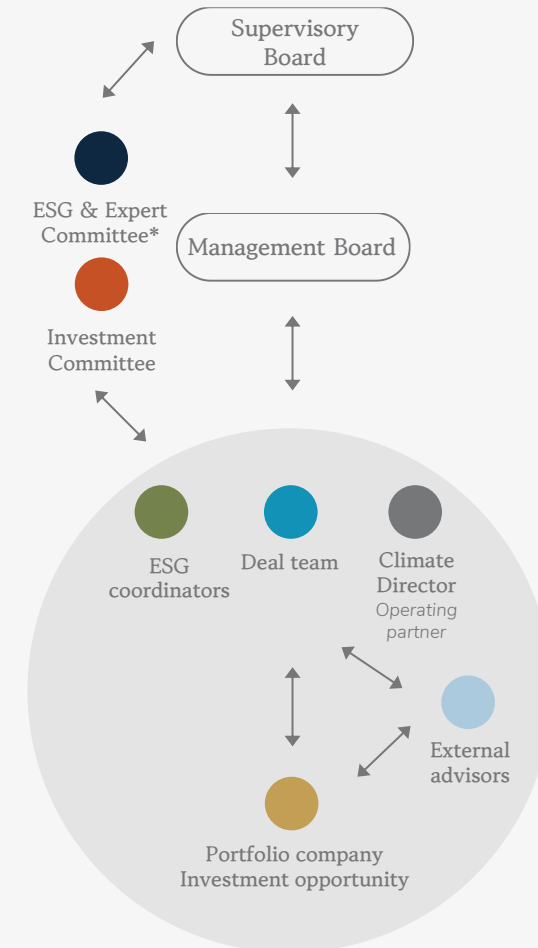 Supervisory
Board
ESG & Expert
Committee*
Management Board
Investment
Committee
ESG
coordinators
Deal team
Climate
Director
Operating
partner
External
advisors
Portfolio company
Investment opportunity